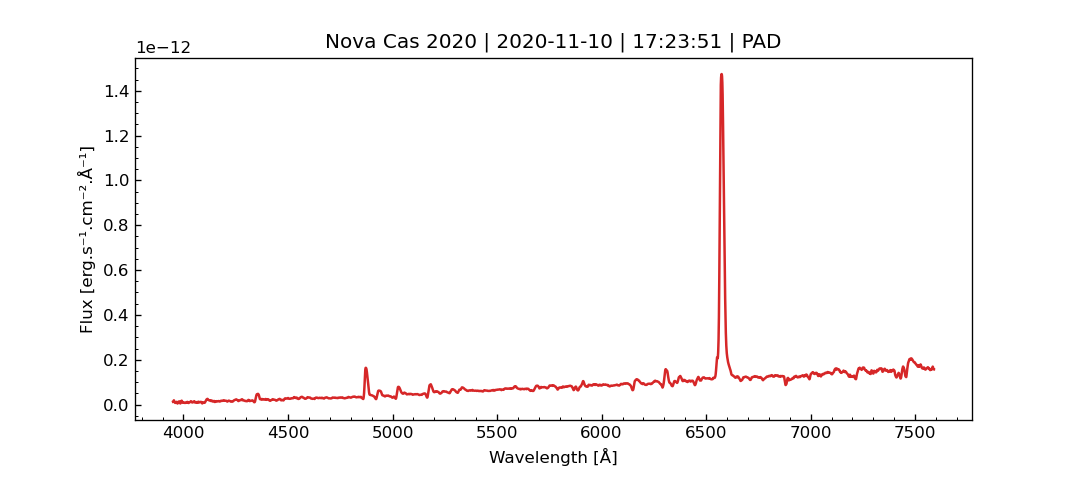 Nova Cas 2020 | 2020-11-10 | 17:23:51 | PAD
1e−12
1.4
1.2
1.0
0.8
0.6
0.4
0.2
0.0
Flux [erg.s⁻¹.cm⁻².Å⁻¹]
4000 4500 5000 5500 6000 6500 7000 7500
Wavelength [Å]